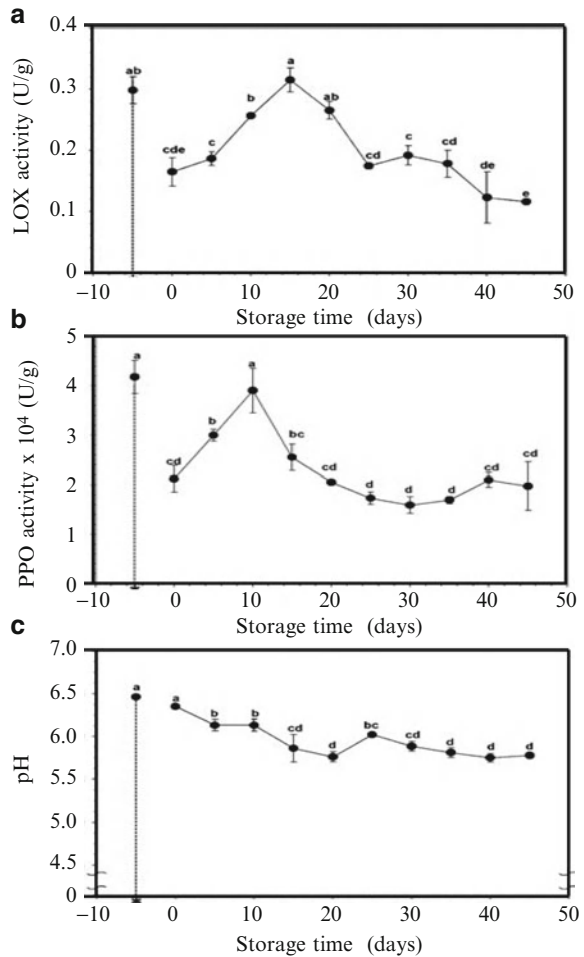 a
LOX activity (U/g)
0.4
0.3
0.2
0.1
0
ab
cde
c
b
a
ab
cd
c
cd
de
e
−10 0 10 20 30 40 50
Storage time (days)
b
PPO activity x 10⁴ (U/g)
5
4
3
2
1
0
a
cd
b
a
bc
cd
d
d
d
cd
cd
−10 0 10 20 30 40 50
Storage time (days)
c
pH
7.0
6.5
6.0
5.5
5.0
4.5
0
a
a
b
b
cd
d
bc
cd
d
d
d
−10 0 10 20 30 40 50
Storage time (days)